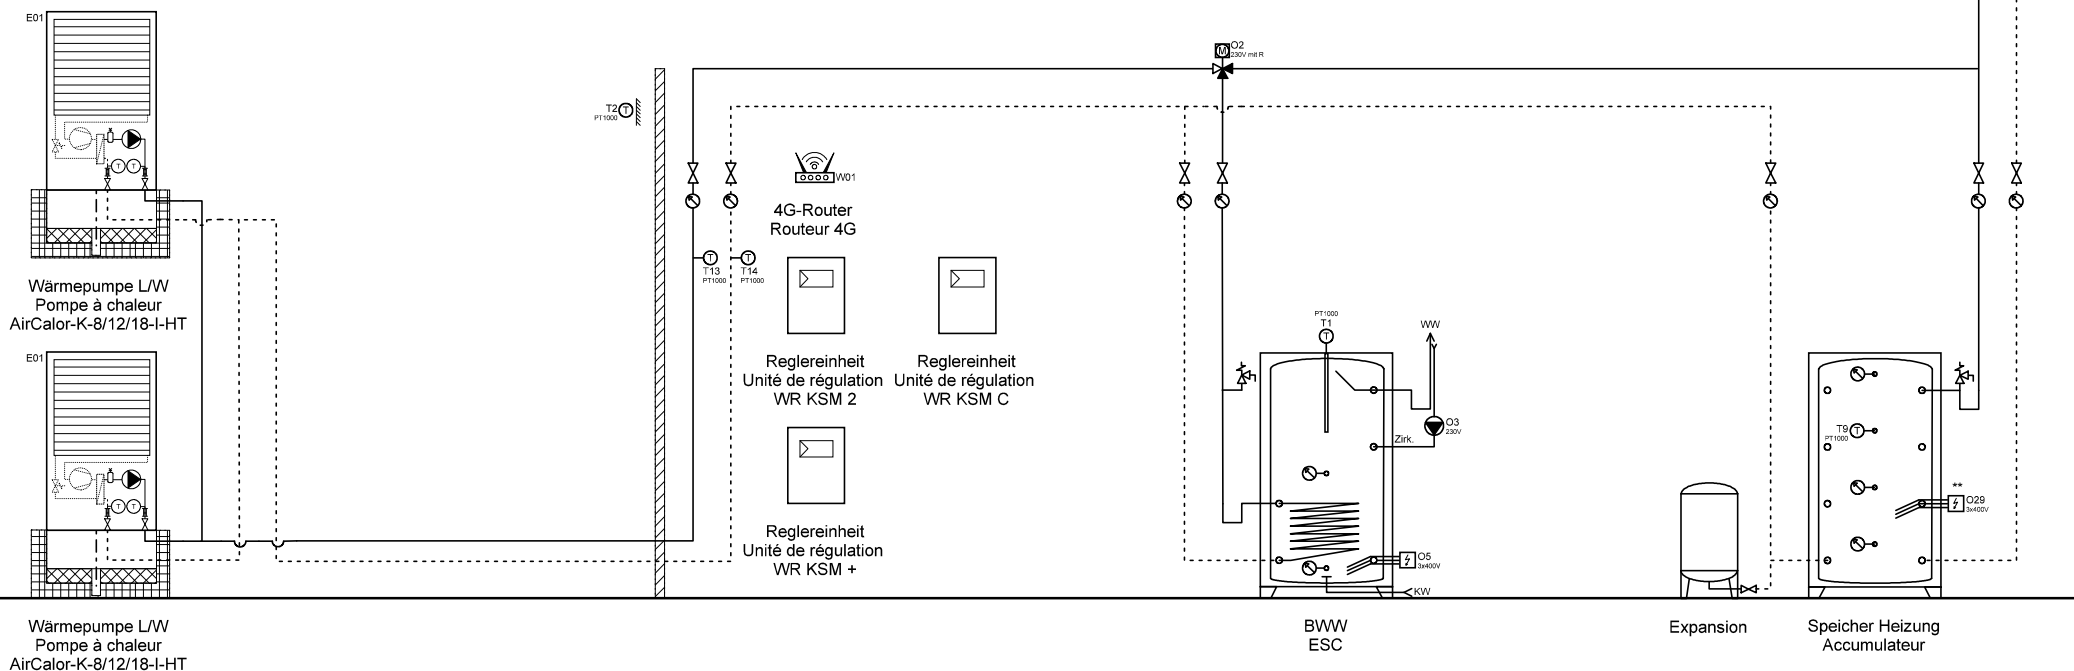 E01
Wärmepumpe L/W
Pompe à chaleur
AirCalor-K-8/12/18-I-HT
E01
Wärmepumpe L/W
Pompe à chaleur
AirCalor-K-8/12/18-I-HT
T
T
T
T
T2
PT1000
T
T
T13
PT1000
T
T14
PT1000
W01
4G-Router
Routeur 4G
Reglereinheit
Unité de régulation
WR KSM 2
Reglereinheit
Unité de régulation
WR KSM C
Reglereinheit
Unité de régulation
WR KSM +
M
O2
230V mit R
PT1000
T1
T
WW
O3
230V
Zirk.
O5
3x400V
KW
BWW
ESC
Expansion
T9
PT1000
T
**
O29
3x400V
Speicher Heizung
Accumulateur